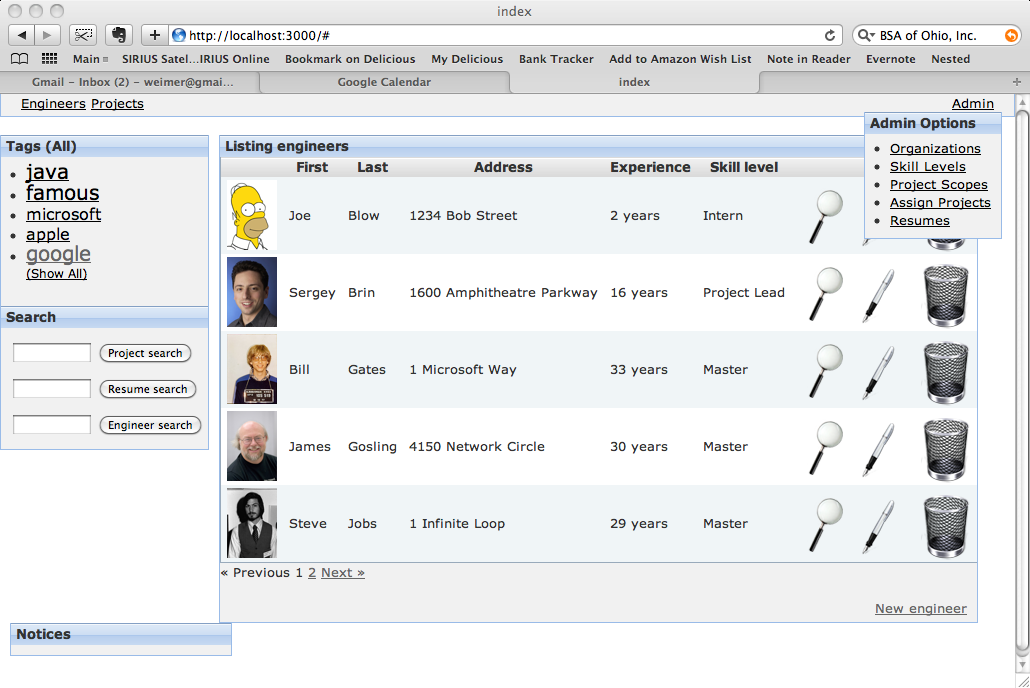 index
http://localhost:3000/#
BSA of Ohio, Inc.
Main SIRIUS Satel...IRIUS Online Bookmark on Delicious My Delicious Bank Tracker Add to Amazon Wish List Note in Reader Evernote Nested
Gmail – Inbox (2) – weimer@gmai... Google Calendar index
Engineers Projects Admin
Admin Options
Organizations
Skill Levels
Project Scopes
Assign Projects
Resumes
Tags (All)
java
famous
microsoft
apple
google
(Show All)
Search
Project search
Resume search
Engineer search
Listing engineers
First Last Address Experience Skill level
Joe Blow 1234 Bob Street 2 years Intern
Sergey Brin 1600 Amphitheatre Parkway 16 years Project Lead
Bill Gates 1 Microsoft Way 33 years Master
James Gosling 4150 Network Circle 30 years Master
Steve Jobs 1 Infinite Loop 29 years Master
« Previous 1 2 Next »
New engineer
Notices